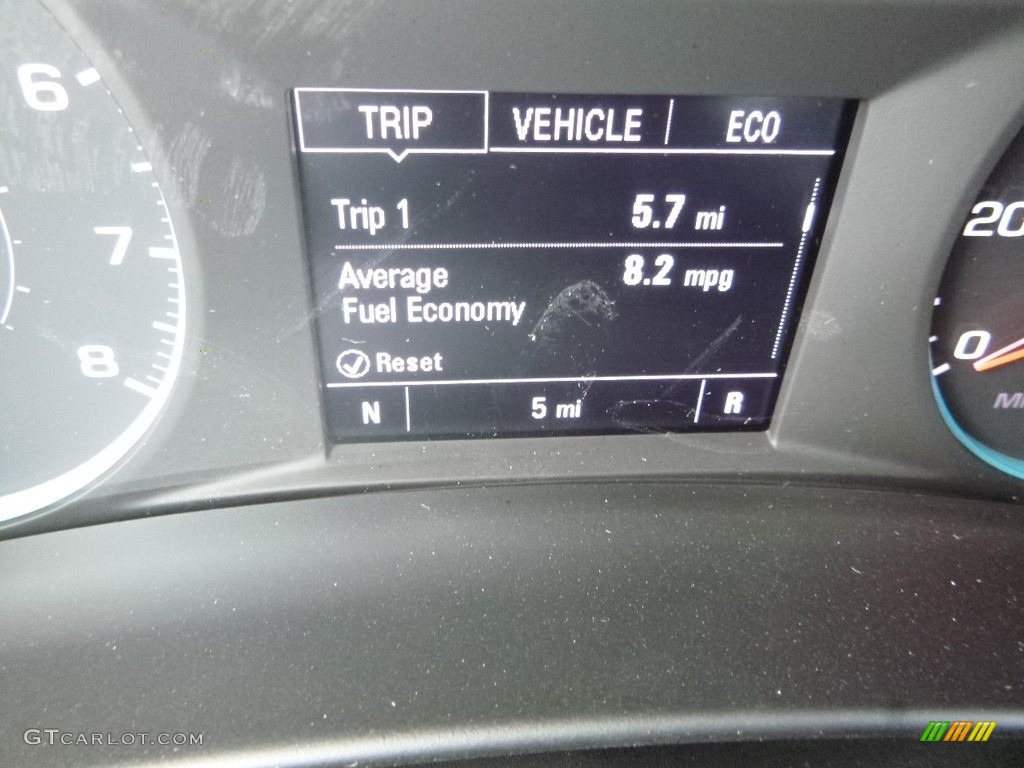 6
7
8
TRIP VEHICLE ECO
Trip 1 5.7 mi
Average 8.2 mpg
Fuel Economy
Reset
N 5 mi R
20
0
GTCARLOT.COM